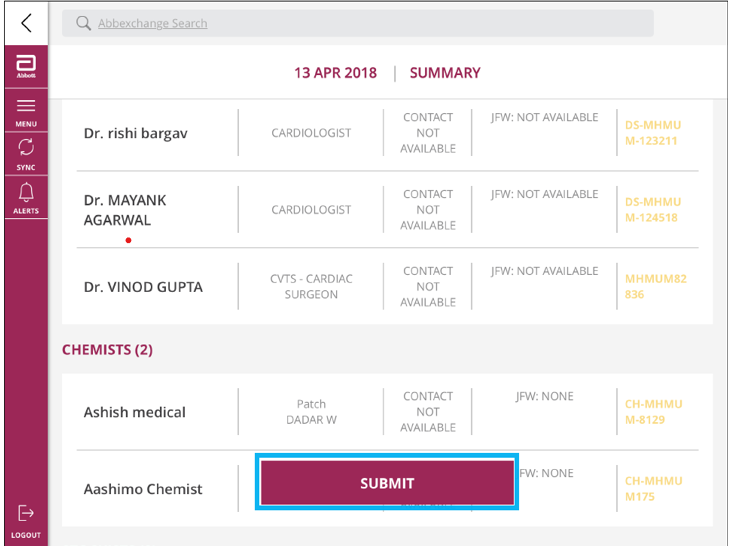 Abbexchange Search
Abbott
13 APR 2018 | SUMMARY
MENU
SYNC
ALERTS
Dr. rishi bargav
CARDIOLOGIST
CONTACT
NOT
AVAILABLE
JFW: NOT AVAILABLE
DS-MHMU
M-123211
Dr. MAYANK
AGARWAL
CARDIOLOGIST
CONTACT
NOT
AVAILABLE
JFW: NOT AVAILABLE
DS-MHMU
M-124518
Dr. VINOD GUPTA
CVTS - CARDIAC
SURGEON
CONTACT
NOT
AVAILABLE
JFW: NOT AVAILABLE
MHMUM82
836
CHEMISTS (2)
Ashish medical
Patch
DADAR W
CONTACT
NOT
AVAILABLE
JFW: NONE
CH-MHMU
M-8129
Aashimo Chemist
SUBMIT
FW: NONE
CH-MHMU
M175
LOGOUT